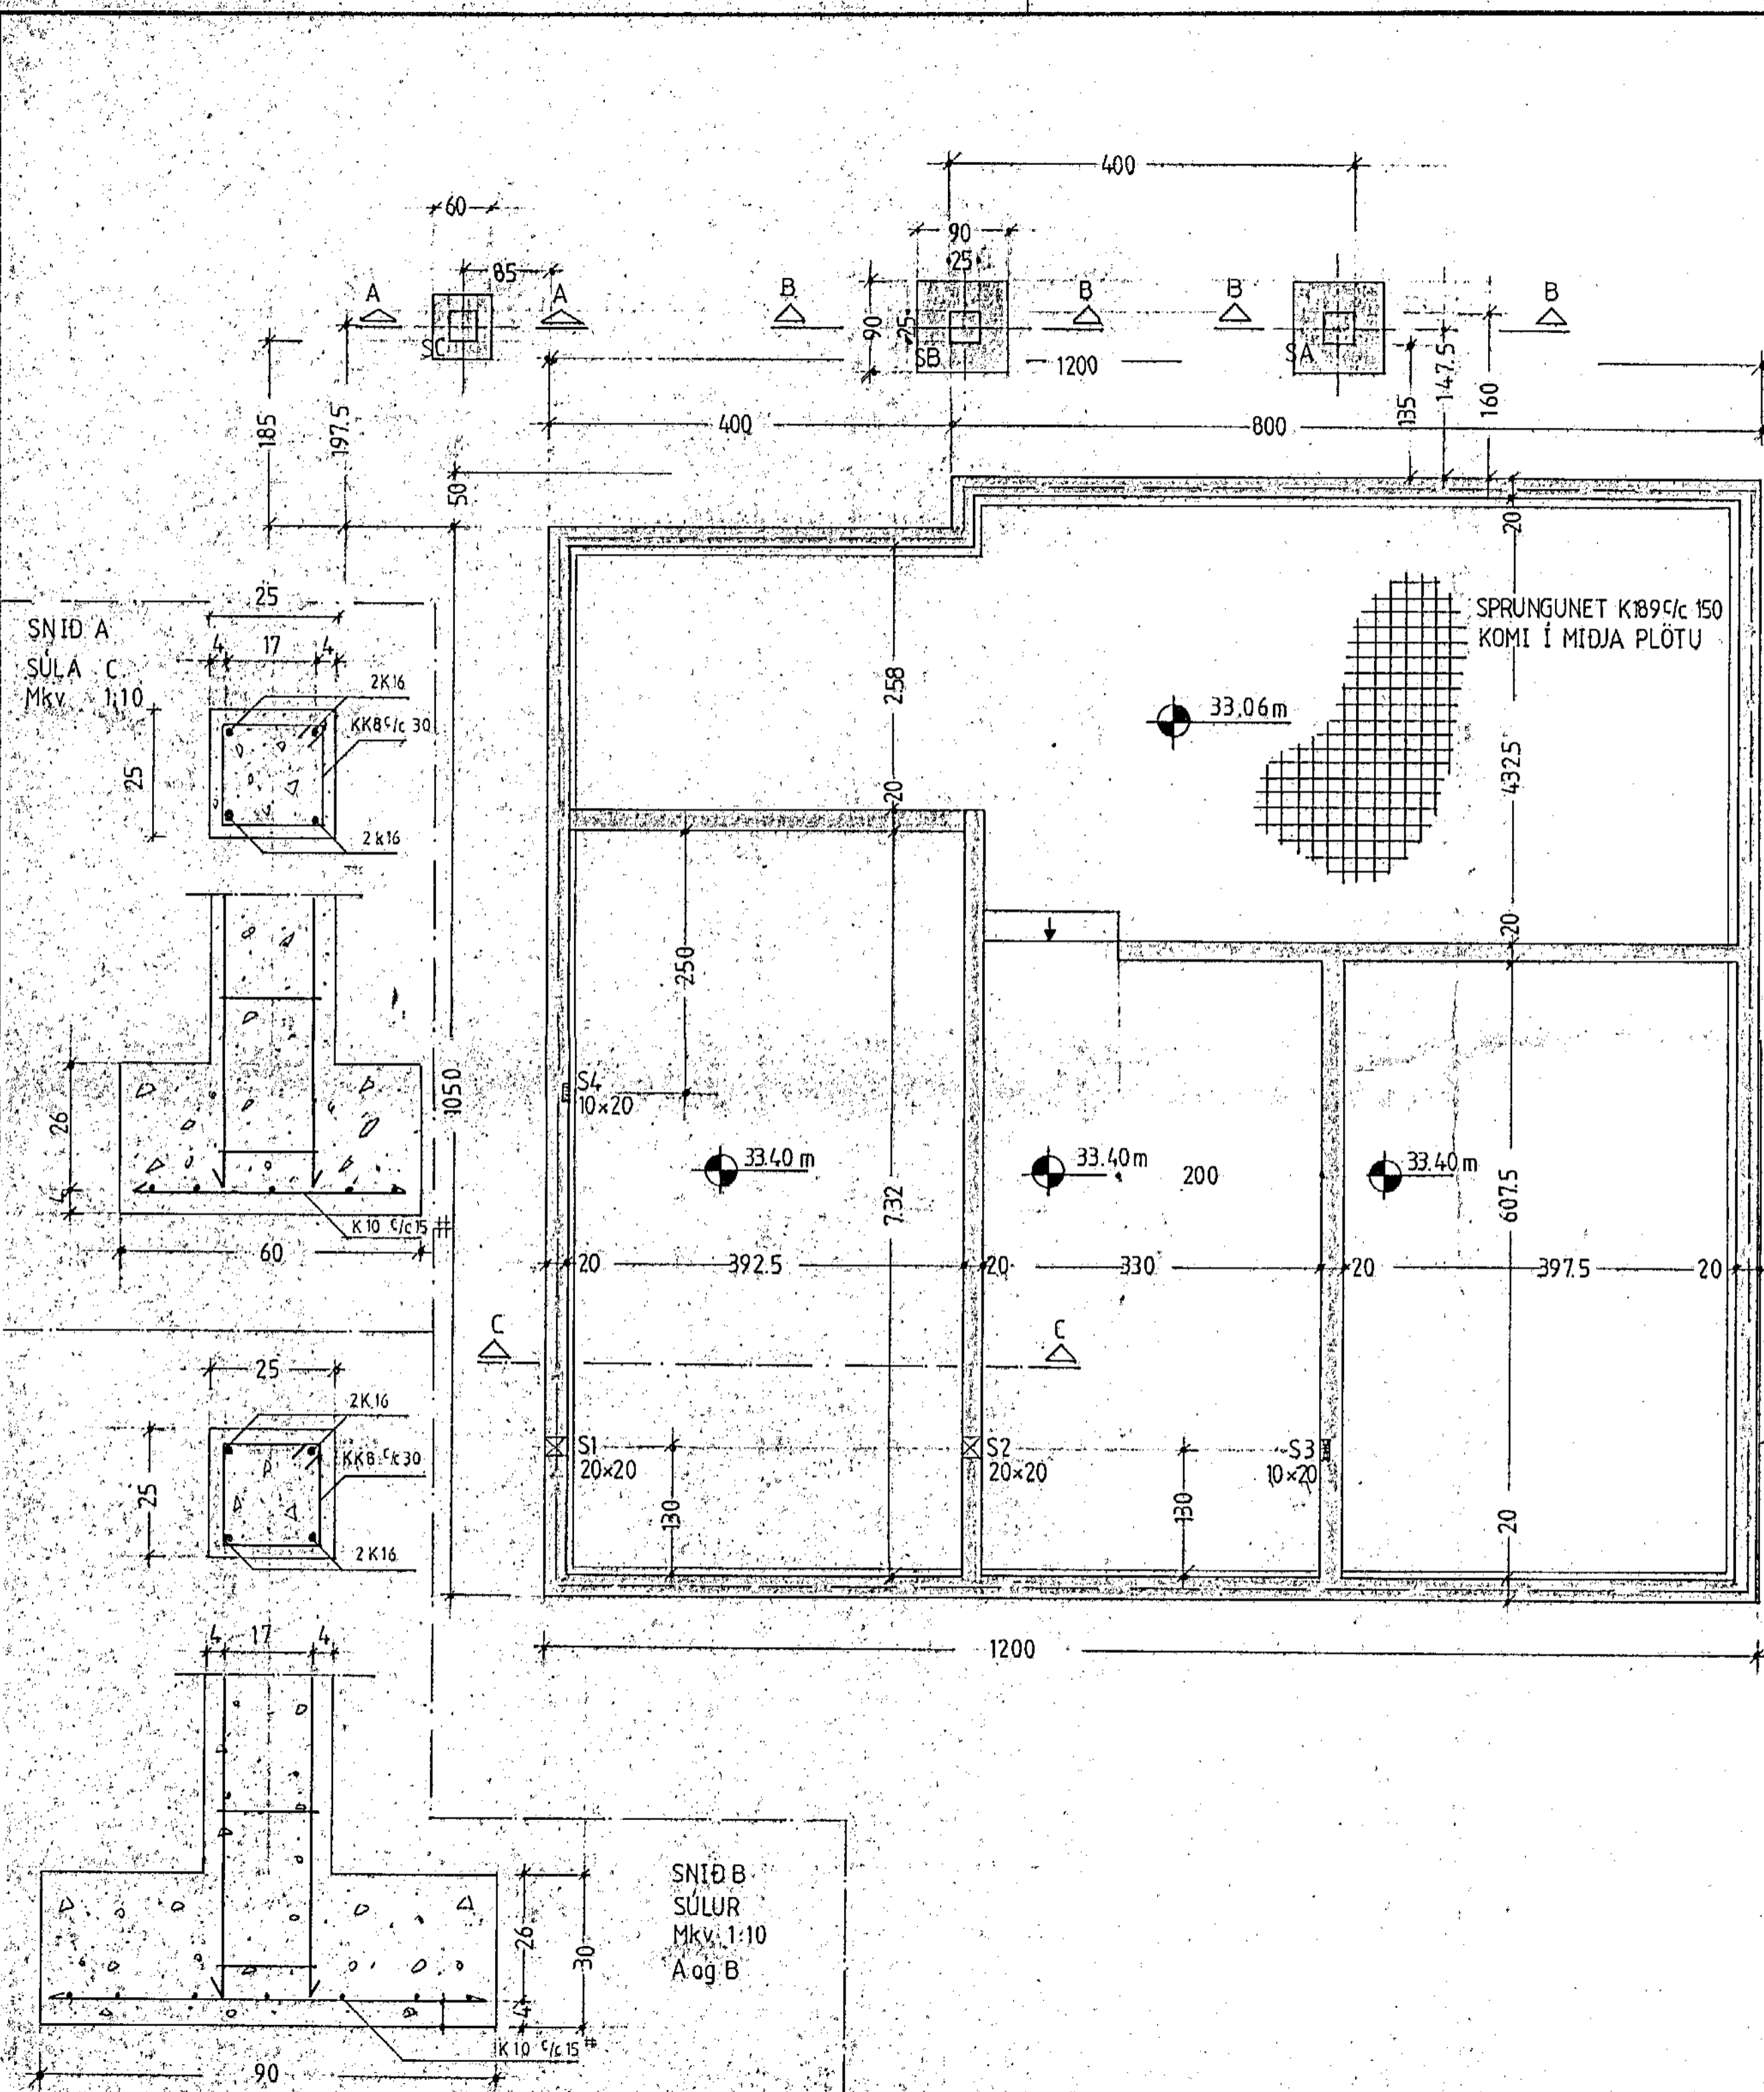 400
60
90
25
85
A
A
B
B
B
B
90
25
SC
SB
SA
1200
135
147.5
160
185
197.5
400
800
50
20
25
SNIÐ A
4
17
4
SÚLA C
Mkv. 1:10
2K16
KK8 c/c 30
25
2k16
SPRUNGUNET K189 c/c 150
KOMI Í MIÐJA PLÖTU
258
33,06m
432.5
20
20
250
26
4
1050
S4
10×20
33.40 m
33.40m
200
33.40m
732
607.5
K 10 c/c 15 #
60
20
392.5
20
330
20
397.5
20
C
C
25
2K16
KK8 c/c 30
25
2K16
S1
20×20
S2
20×20
S3
10×20
130
130
20
4
17
4
1200
SNIÐ B
SÚLUR
Mkv. 1:10
A og B
26
30
4
K 10 c/c 15 #
90